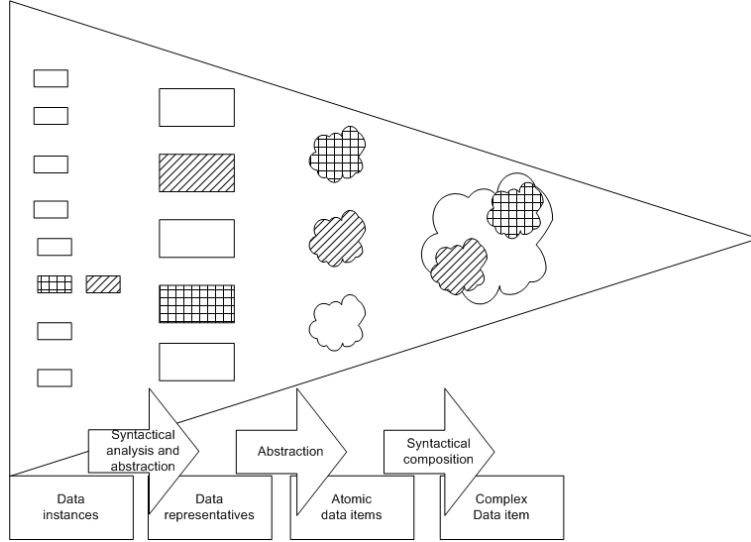 Syntactical
analysis and
abstraction
Abstraction
Syntactical
composition
Data
instances
Data
representatives
Atomic
data items
Complex
Data item